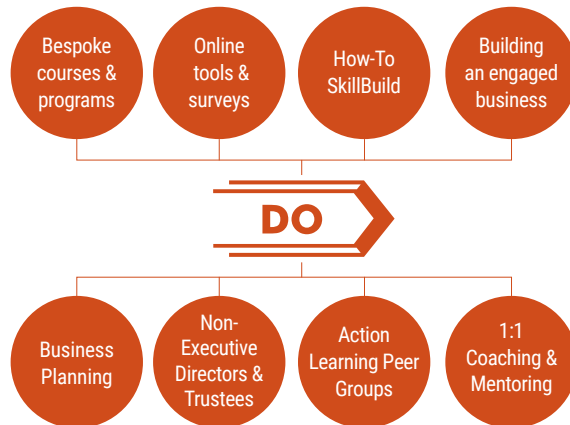 Bespoke
courses &
programs
Online
tools &
surveys
How-To
SkillBuild
Building
an engaged
business
DO
Business
Planning
Non-
Executive
Directors &
Trustees
Action
Learning Peer
Groups
1:1
Coaching &
Mentoring